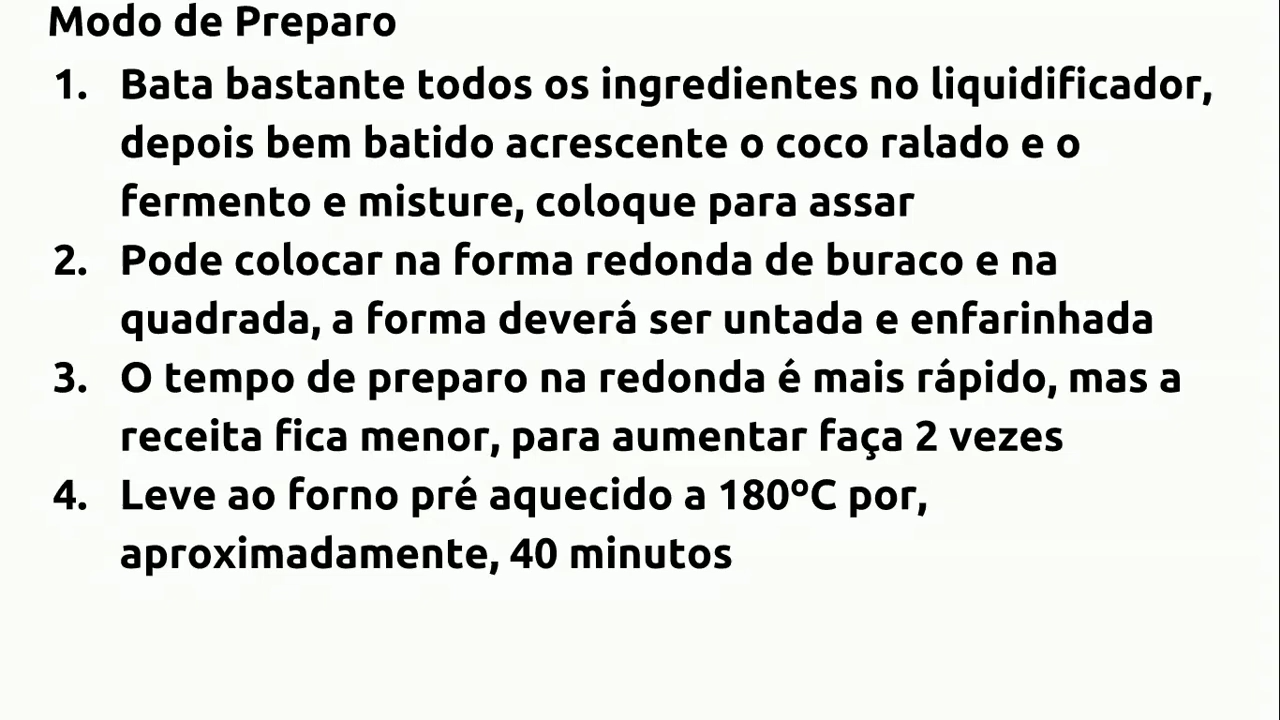 Modo de Preparo
1. Bata bastante todos os ingredientes no liquidificador,
depois bem batido acrescente o coco ralado e o
fermento e misture, coloque para assar
2. Pode colocar na forma redonda de buraco e na
quadrada, a forma deverá ser untada e enfarinhada
3. O tempo de preparo na redonda é mais rápido, mas a
receita fica menor, para aumentar faça 2 vezes
4. Leve ao forno pré aquecido a 180ºC por,
aproximadamente, 40 minutos